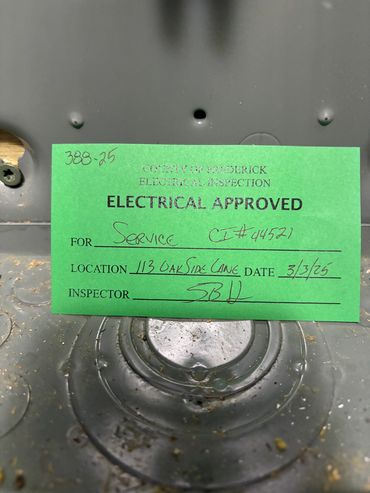 388-25
COUNTY OF FREDERICK
ELECTRICAL INSPECTION
ELECTRICAL APPROVED
FOR SERVICE CI# 44521
LOCATION 113 OAKSIDE LANE DATE 3/3/25
INSPECTOR